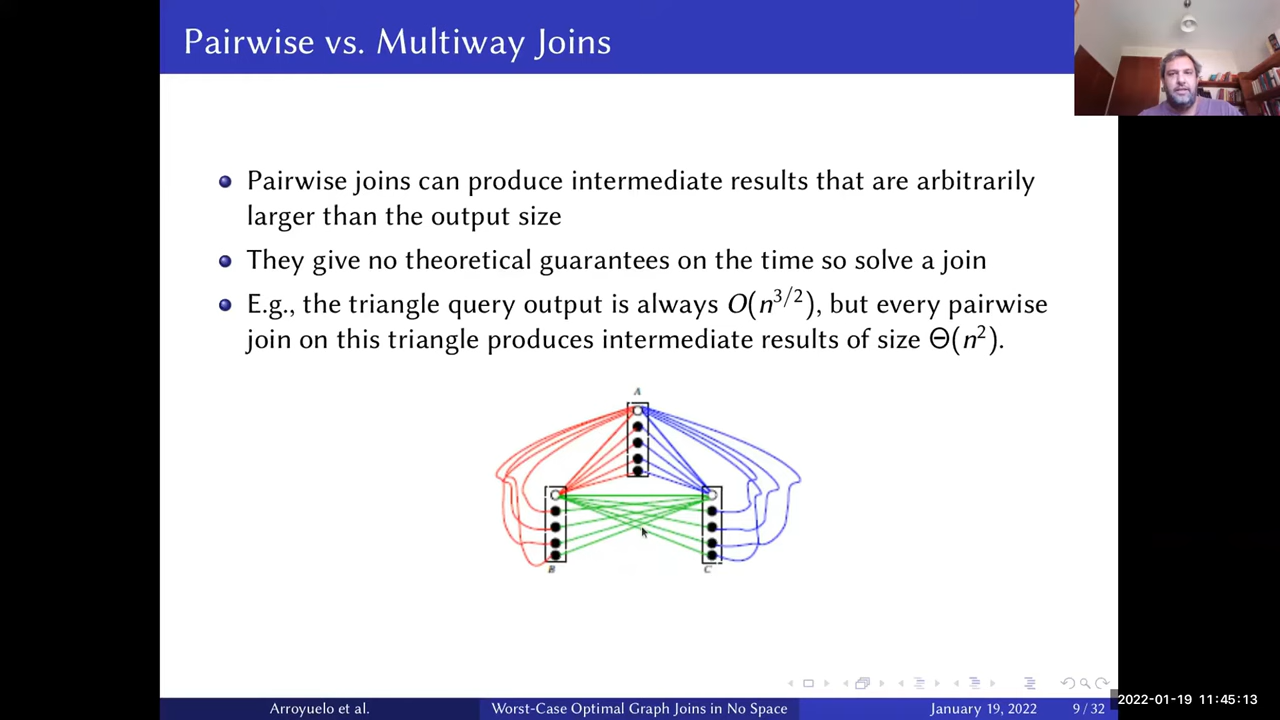 Pairwise vs. Multiway Joins
Pairwise joins can produce intermediate results that are arbitrarily
larger than the output size
They give no theoretical guarantees on the time so solve a join
E.g., the triangle query output is always O(n^{3/2}), but every pairwise
join on this triangle produces intermediate results of size Θ(n²).
A
B
C
Arroyuelo et al.
Worst-Case Optimal Graph Joins in No Space
January 19, 2022
9 / 32
2022-01-19 11:45:13